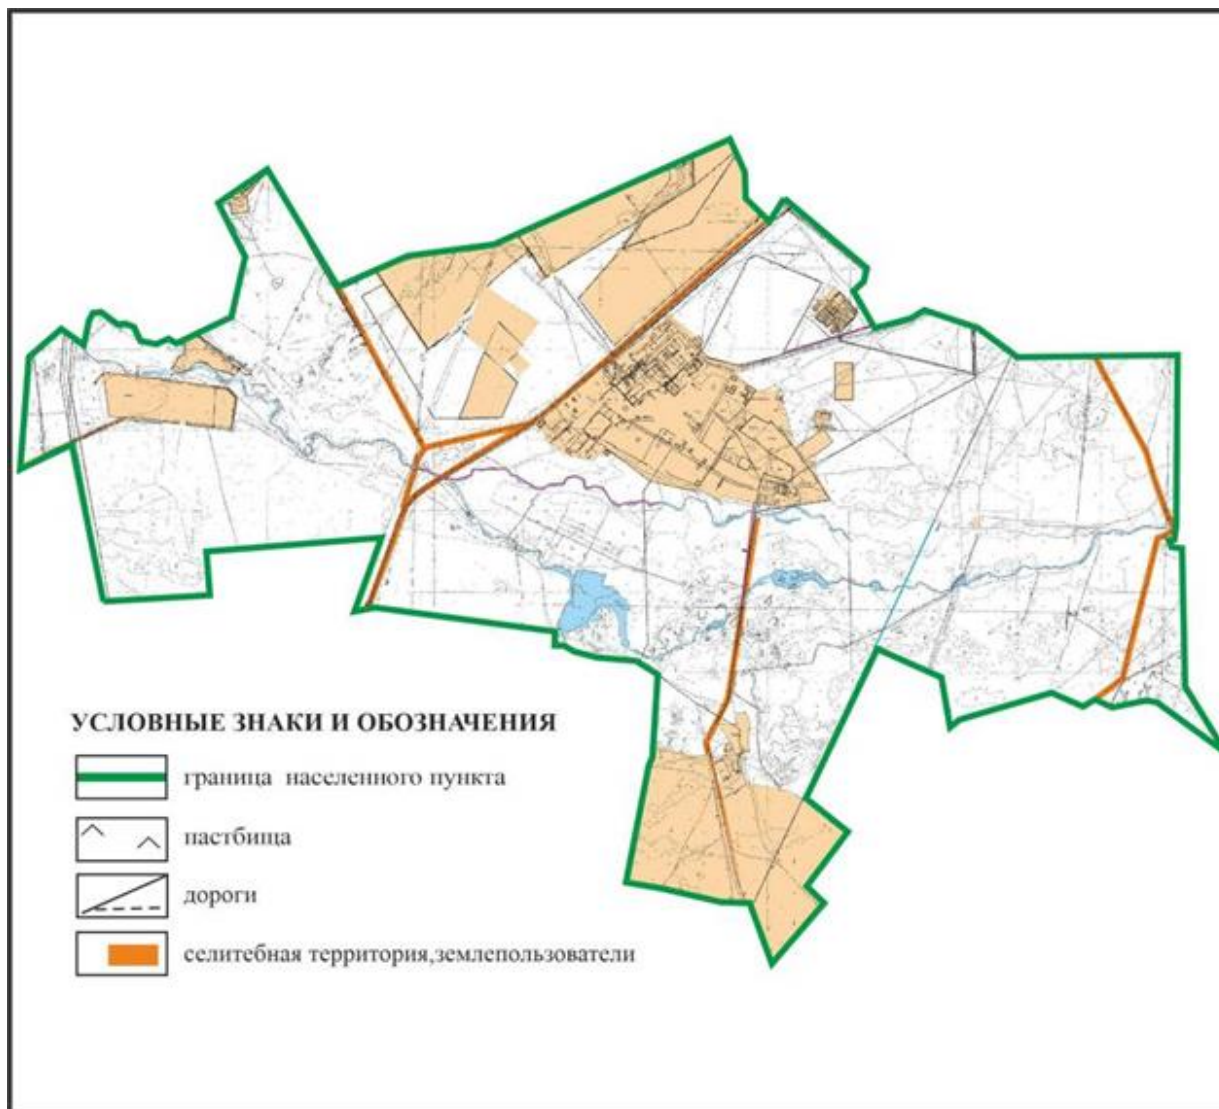 УСЛОВНЫЕ ЗНАКИ И ОБОЗНАЧЕНИЯ
граница населенного пункта
пастбища
дороги
селитебная территория,землепользователи